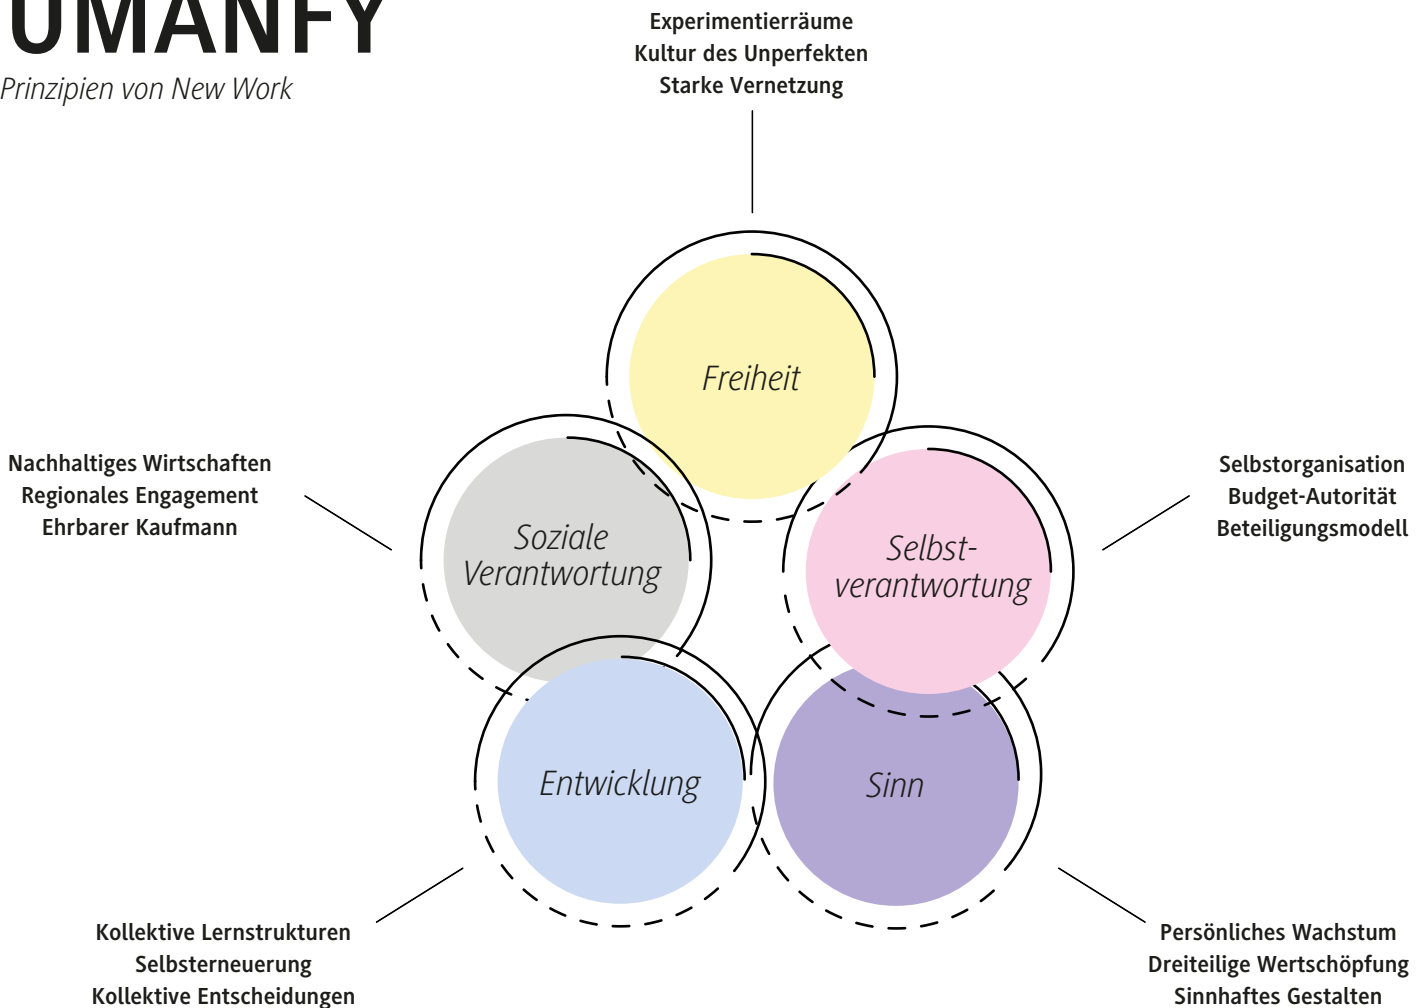 UMANFY
Prinzipien von New Work
Experimentierräume
Kultur des Unperfekten
Starke Vernetzung
Freiheit
Nachhaltiges Wirtschaften
Regionales Engagement
Ehrbarer Kaufmann
Soziale
Verantwortung
Selbst-
verantwortung
Selbstorganisation
Budget-Autorität
Beteiligungsmodell
Entwicklung
Sinn
Kollektive Lernstrukturen
Selbsterneuerung
Kollektive Entscheidungen
Persönliches Wachstum
Dreiteilige Wertschöpfung
Sinnhaftes Gestalten